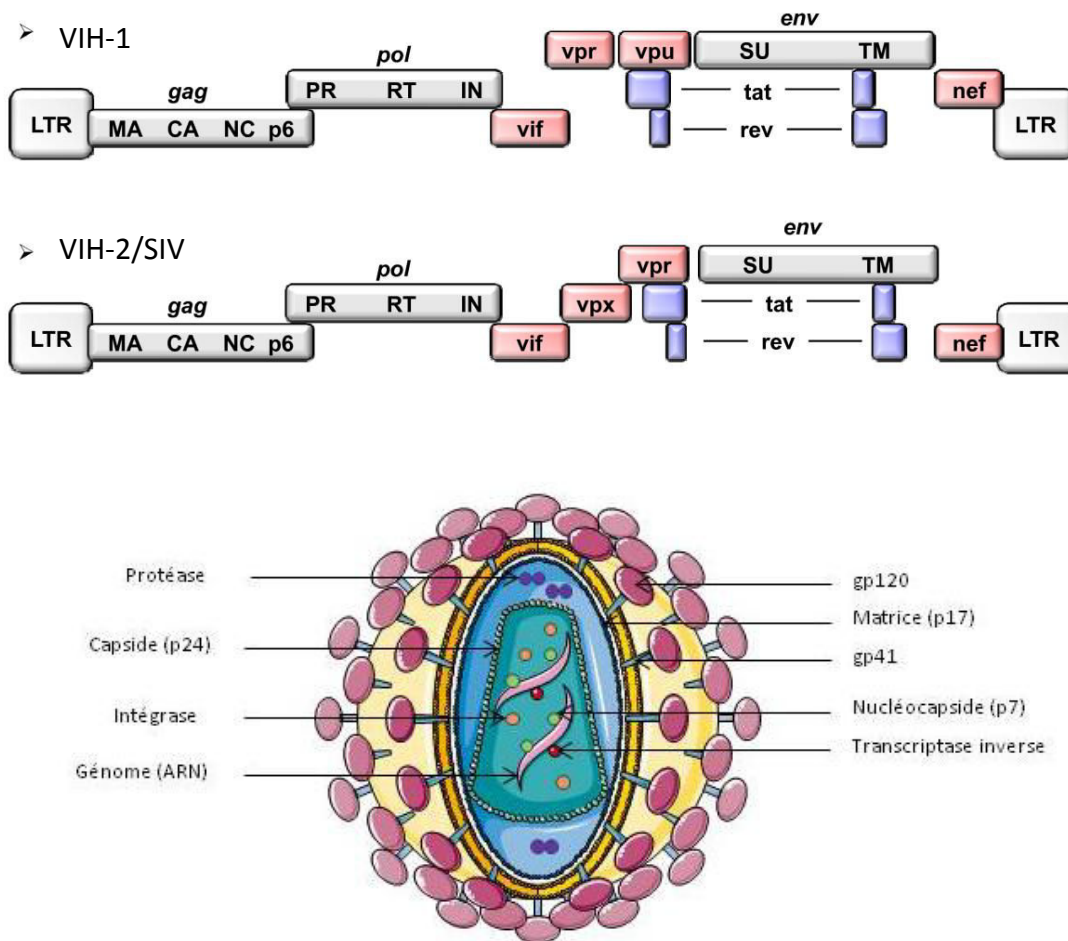 ➢ VIH-1
env
vpr vpu SU TM
pol
PR RT IN tat nef
gag
LTR MA CA NC p6 vif rev LTR
➢ VIH-2/SIV
env
vpr SU TM
pol
PR RT IN vpx tat
gag
LTR MA CA NC p6 vif rev nef LTR
Protéase
gp120
Matrice (p17)
Capside (p24)
gp41
Intégrase
Nucléocapside (p7)
Transcriptase inverse
Génome (ARN)